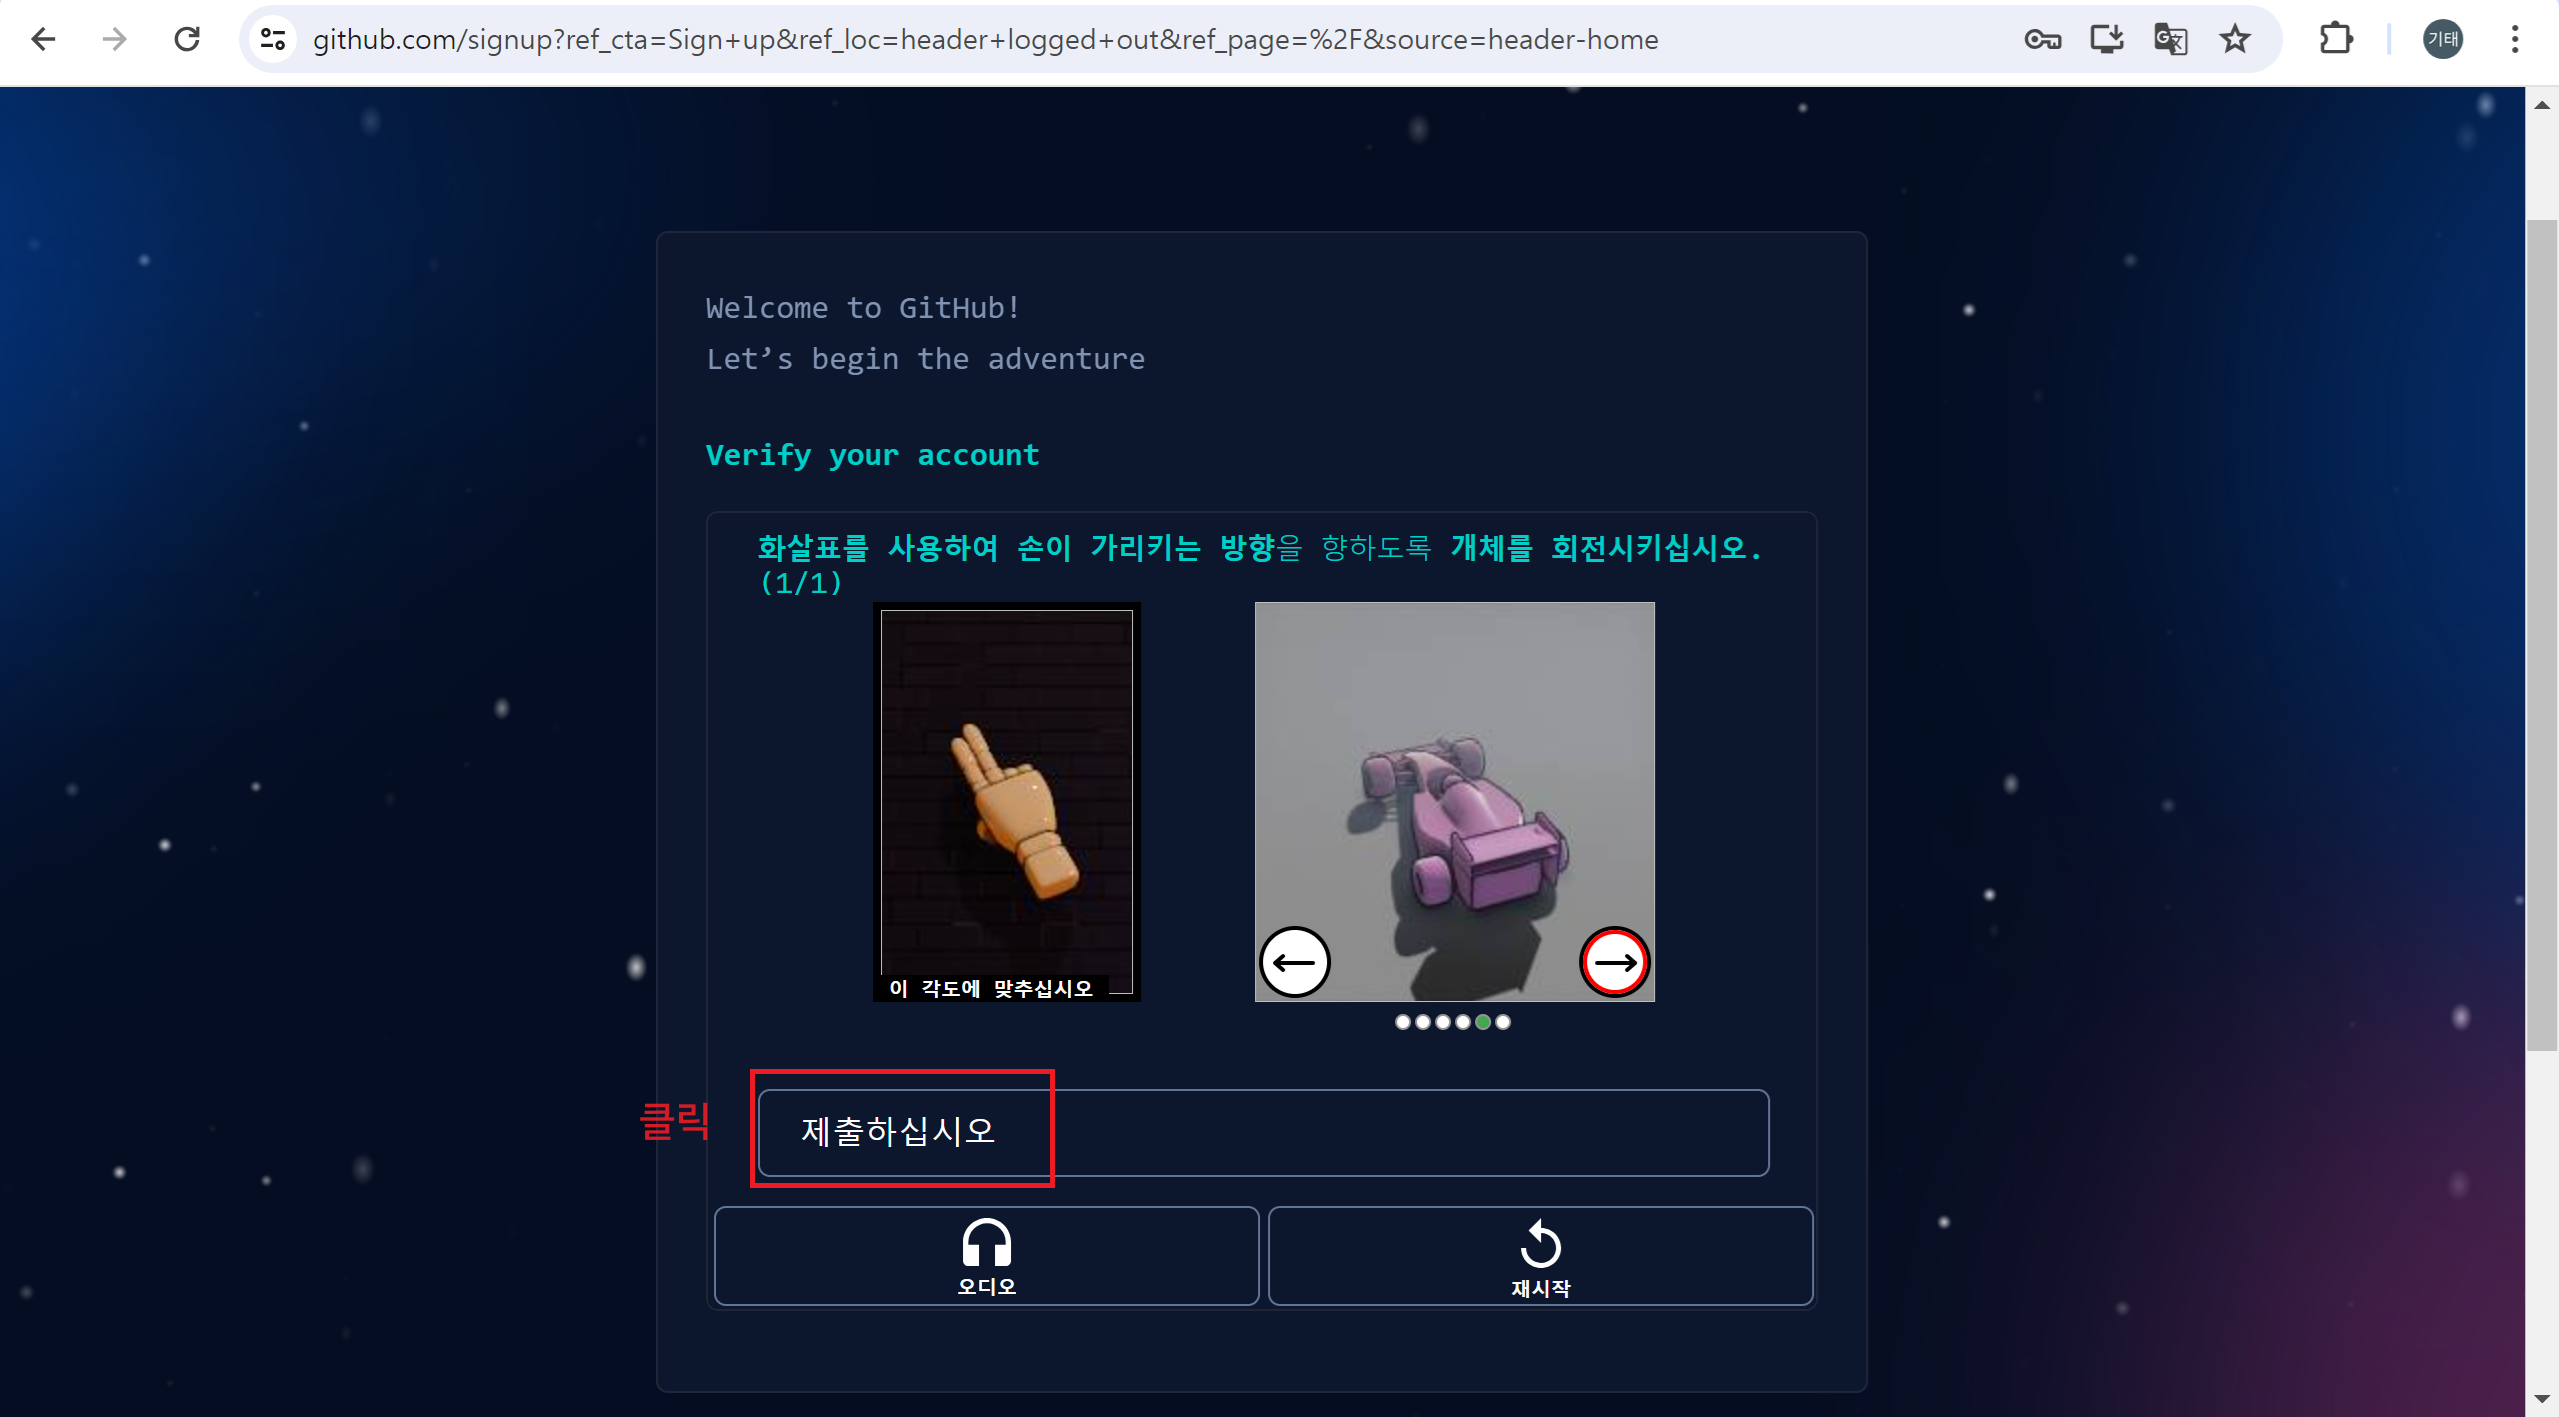 github.com/signup?ref_cta=Sign+up&ref_loc=header+logged+out&ref_page=%2F&source=header-home
기태
Welcome to GitHub!
Let’s begin the adventure
Verify your account
화살표를 사용하여 손이 가리키는 방향을 향하도록 개체를 회전시키십시오.
(1/1)
이 각도에 맞추십시오
클릭
제출하십시오
오디오
재시작